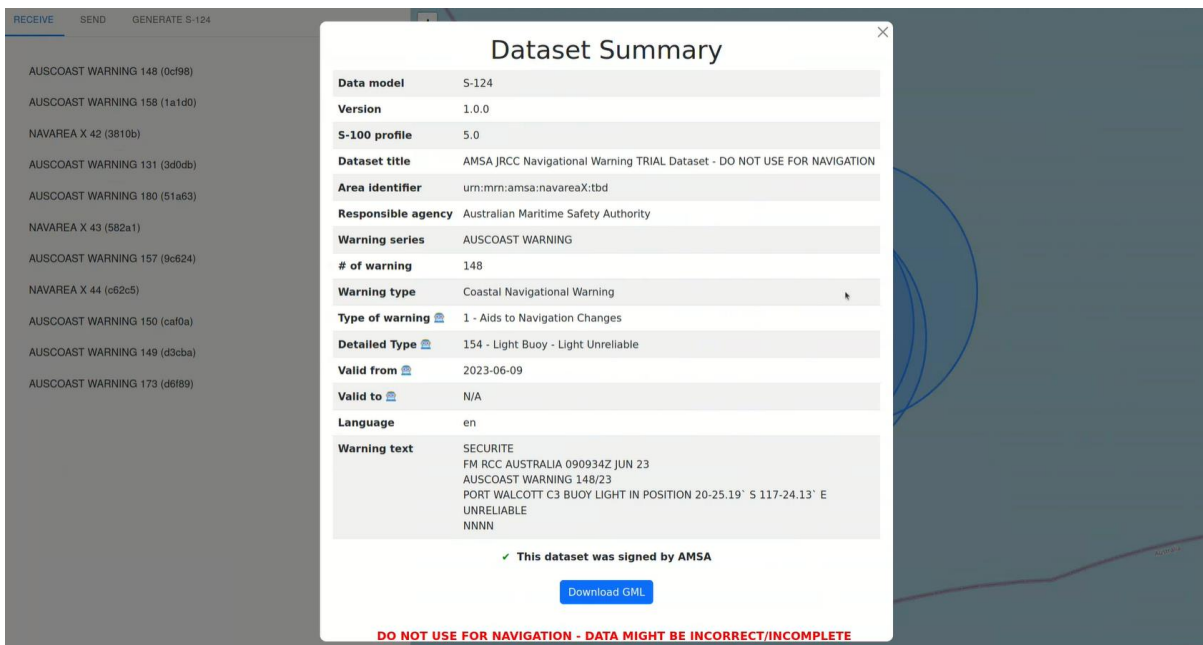 RECEIVE SEND GENERATE S-124
AUSCOAST WARNING 148 (0cf98)
AUSCOAST WARNING 158 (1a1d0)
NAVAREA X 42 (3810b)
AUSCOAST WARNING 131 (3d0db)
AUSCOAST WARNING 180 (51a63)
NAVAREA X 43 (582a1)
AUSCOAST WARNING 157 (9c624)
NAVAREA X 44 (c62c5)
AUSCOAST WARNING 150 (caf0a)
AUSCOAST WARNING 149 (d3cba)
AUSCOAST WARNING 173 (d6f89)
Dataset Summary
Data model S-124
Version 1.0.0
S-100 profile 5.0
Dataset title AMSA JRCC Navigational Warning TRIAL Dataset - DO NOT USE FOR NAVIGATION
Area identifier urn:mrn:amsa:navareaX:tbd
Responsible agency Australian Maritime Safety Authority
Warning series AUSCOAST WARNING
# of warning 148
Warning type Coastal Navigational Warning
Type of warning 1 - Aids to Navigation Changes
Detailed Type 154 - Light Buoy - Light Unreliable
Valid from 2023-06-09
Valid to N/A
Language en
Warning text SECURITE
FM RCC AUSTRALIA 090934Z JUN 23
AUSCOAST WARNING 148/23
PORT WALCOTT C3 BUOY LIGHT IN POSITION 20-25.19` S 117-24.13` E
UNRELIABLE
NNNN
✔ This dataset was signed by AMSA
Download GML
DO NOT USE FOR NAVIGATION - DATA MIGHT BE INCORRECT/INCOMPLETE